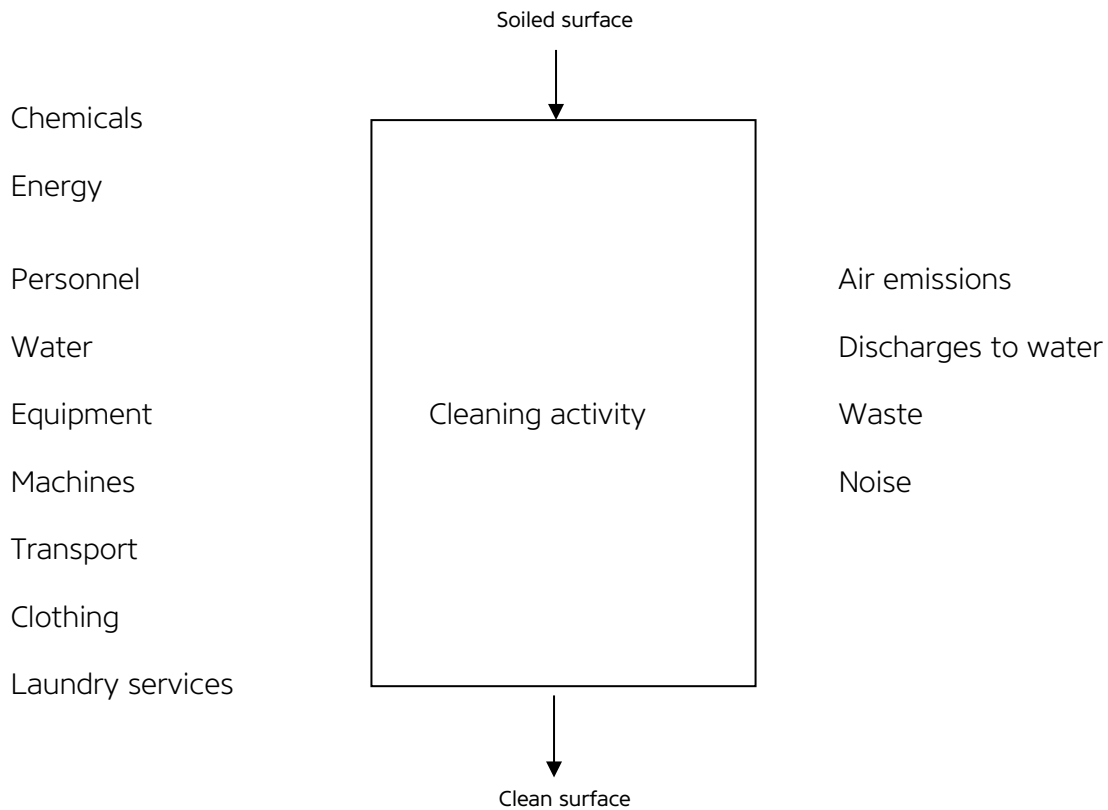 Soiled surface
Chemicals
Energy
Personnel
Water
Equipment
Machines
Transport
Clothing
Laundry services
Cleaning activity
Air emissions
Discharges to water
Waste
Noise
Clean surface